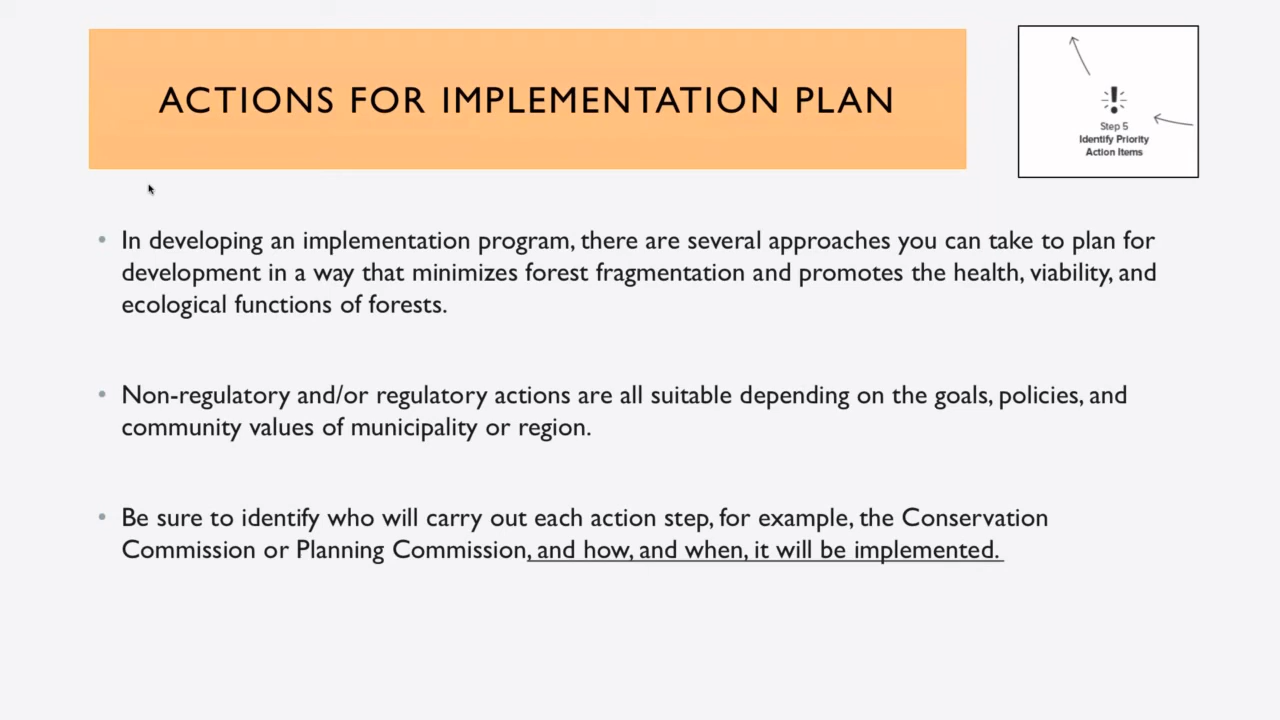 ACTIONS FOR IMPLEMENTATION PLAN
Step 5
Identify Priority
Action Items
• In developing an implementation program, there are several approaches you can take to plan for
development in a way that minimizes forest fragmentation and promotes the health, viability, and
ecological functions of forests.
• Non-regulatory and/or regulatory actions are all suitable depending on the goals, policies, and
community values of municipality or region.
• Be sure to identify who will carry out each action step, for example, the Conservation
Commission or Planning Commission, and how, and when, it will be implemented.